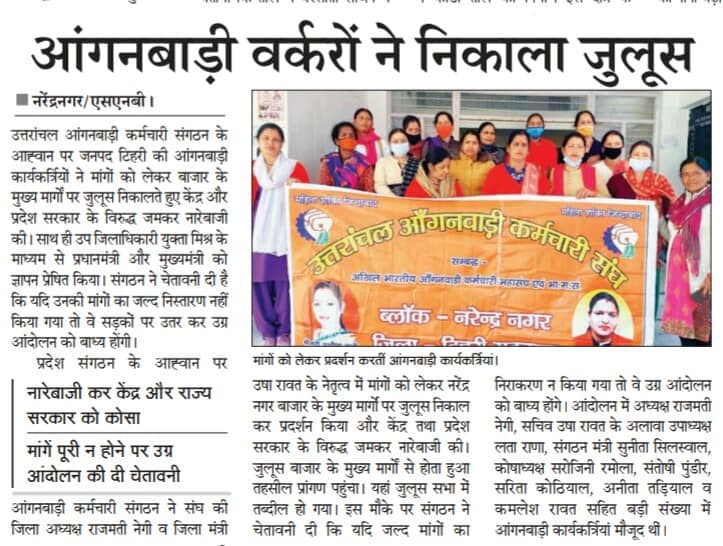 आंगनबाड़ी वर्करों ने निकाला जुलूस
■ नरेंद्रनगर/एसएनबी।
उत्तरांचल आंगनबाड़ी कर्मचारी संगठन के
आह्वान पर जनपद टिहरी की आंगनबाड़ी
कार्यकर्त्रियों ने मांगों को लेकर बाजार के
मुख्य मार्गों पर जुलूस निकालते हुए केंद्र और
प्रदेश सरकार के विरुद्ध जमकर नारेबाजी
की। साथ ही उप जिलाधिकारी युक्ता मिश्र के
माध्यम से प्रधानमंत्री और मुख्यमंत्री को
ज्ञापन प्रेषित किया। संगठन ने चेतावनी दी है
कि यदि उनकी मांगों का जल्द निस्तारण नहीं
किया गया तो वे सड़कों पर उतर कर उग्र
आंदोलन को बाध्य होंगी।
प्रदेश संगठन के आह्वान पर
नारेबाजी कर केंद्र और राज्य
सरकार को कोसा
मांगें पूरी न होने पर उग्र
आंदोलन की दी चेतावनी
आंगनबाड़ी कर्मचारी संगठन ने संघ की
जिला अध्यक्ष राजमती नेगी व जिला मंत्री
महिला शक्ति जिन्दाबाद
महिला शक्ति जिन्दाबाद
उत्तरांचल आँगनवाड़ी कर्मचारी संघ
सम्बद्ध :-
अखिल भारतीय आँगनवाड़ी कर्मचारी महासंघ एवं भा.म.स
ब्लॉक - नरेन्द्र नगर
जिला - टिहरी
मांगों को लेकर प्रदर्शन करतीं आंगनबाड़ी कार्यकर्त्रियां।
उषा रावत के नेतृत्व में मांगों को लेकर नरेंद्र
नगर बाजार के मुख्य मार्गों पर जुलूस निकाल
कर प्रदर्शन किया और केंद्र तथा प्रदेश
सरकार के विरुद्ध जमकर नारेबाजी की।
जुलूस बाजार के मुख्य मार्गों से होता हुआ
तहसील प्रांगण पहुंचा। यहां जुलूस सभा में
तब्दील हो गया। इस मौके पर संगठन ने
चेतावनी दी कि यदि जल्द मांगों का
निराकरण न किया गया तो वे उग्र आंदोलन
को बाध्य होंगे। आंदोलन में अध्यक्ष राजमती
नेगी, सचिव उषा रावत के अलावा उपाध्यक्ष
लता राणा, संगठन मंत्री सुनीता सिलस्वाल,
कोषाध्यक्ष सरोजिनी रमोला, संतोषी पुंडीर,
सरिता कोठियाल, अनीता तड़ियाल व
कमलेश रावत सहित बड़ी संख्या में
आंगनबाड़ी कार्यकर्त्रियां मौजूद थीं।